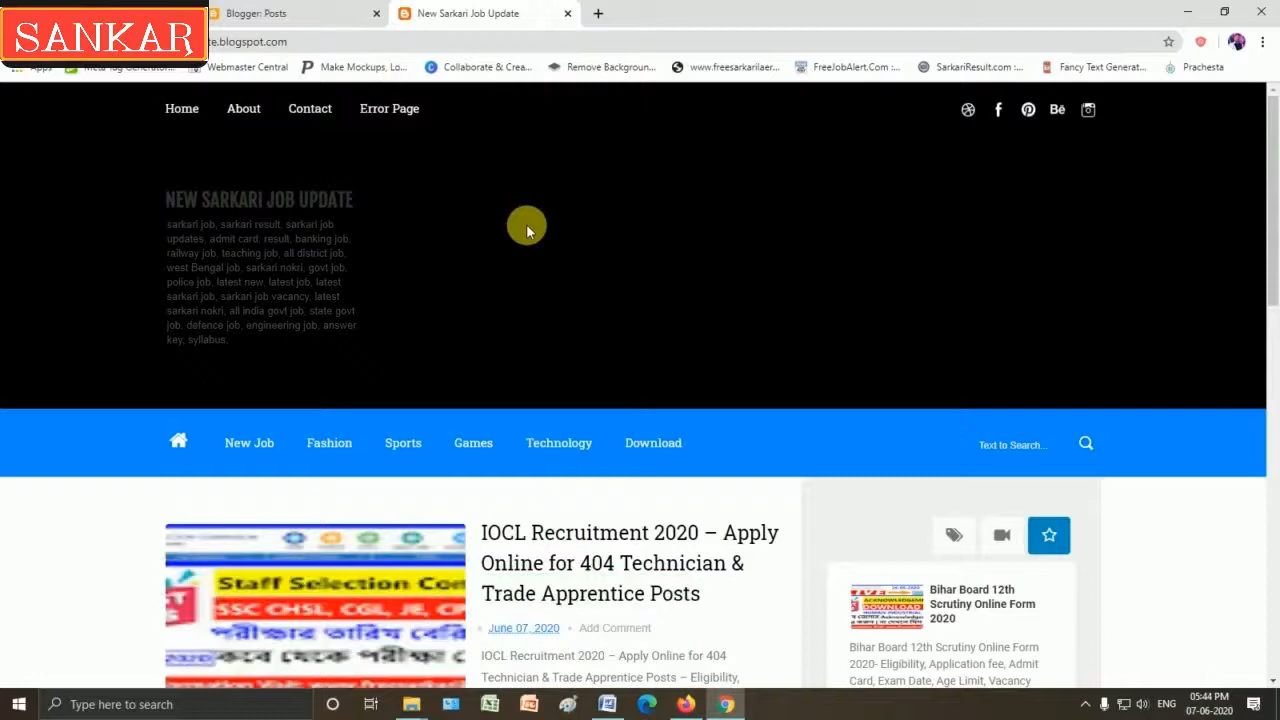 SANKAR
Blogger: Posts
New Sarkari Job Update
te.blogspot.com
Apps
Meta Tag Generator...
Webmaster Central
Make Mockups, Lo...
Collaborate & Crea...
Remove Backgroun...
www.freesarkarilaer...
FreeJobAlert.Com :...
SarkariResult.com :...
Fancy Text Generat...
Prachesta
Home
About
Contact
Error Page
NEW SARKARI JOB UPDATE
sarkari job, sarkari result, sarkari job
updates, admit card, result, banking job,
railway job, teaching job, all district job,
west Bengal job, sarkari nokri, govt job,
police job, latest new, latest job, latest
sarkari job, sarkari job vacancy, latest
sarkari nokri, all india govt job, state govt
job, defence job, engineering job, answer
key, syllabus,
New Job
Fashion
Sports
Games
Technology
Download
Text to Search...
Staff Selection Con
SSC CHSL, CGL, JE, C
পরীক্ষার তারিখ
IOCL Recruitment 2020 – Apply
Online for 404 Technician &
Trade Apprentice Posts
June 07, 2020
Add Comment
IOCL Recruitment 2020 – Apply Online for 404
Technician & Trade Apprentice Posts – Eligibility,
DOWNLOAD
Bihar Board 12th
Scrutiny Online Form
2020
Bihar Board 12th Scrutiny Online Form
2020- Eligibility, Application fee, Admit
Card, Exam Date, Age Limit, Vacancy
Type here to search
ENG
05:44 PM
07-06-2020